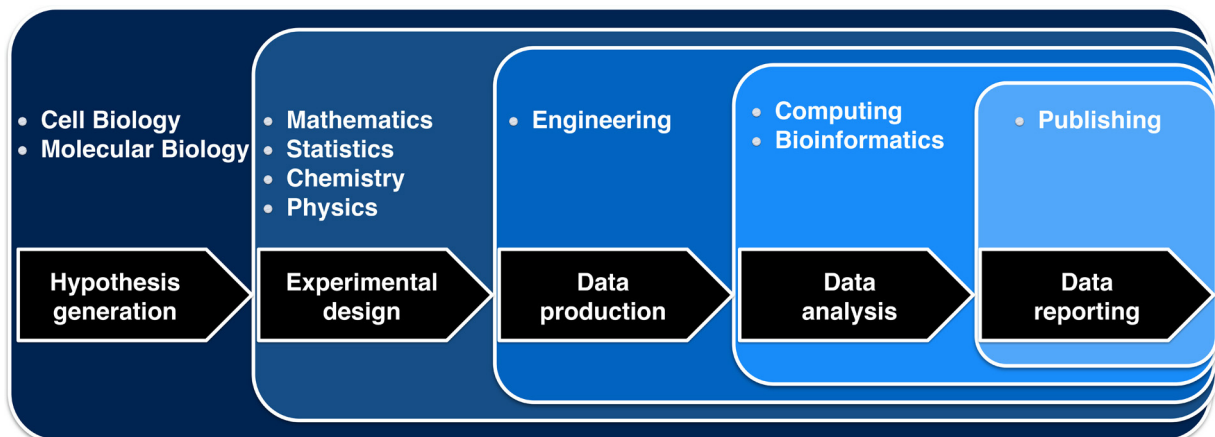 • Cell Biology
• Molecular Biology
• Mathematics
• Statistics
• Chemistry
• Physics
• Engineering
• Computing
• Bioinformatics
• Publishing
Hypothesis
generation
Experimental
design
Data
production
Data
analysis
Data
reporting